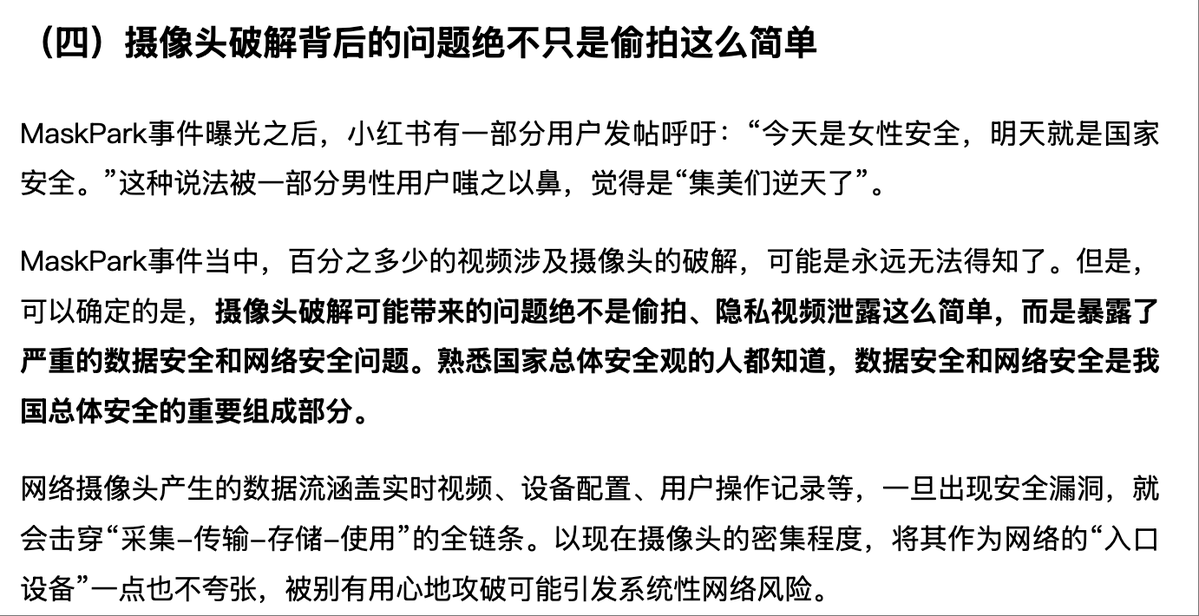 （四）摄像头破解背后的问题绝不只是偷拍这么简单
MaskPark事件曝光之后，小红书有一部分用户发帖呼吁：“今天是女性安全，明天就是国家
安全。”这种说法被一部分男性用户嗤之以鼻，觉得是“集美们逆天了”。
MaskPark事件当中，百分之多少的视频涉及摄像头的破解，可能是永远无法得知了。但是，
可以确定的是，摄像头破解可能带来的问题绝不是偷拍、隐私视频泄露这么简单，而是暴露了
严重的数据安全和网络安全问题。熟悉国家总体安全观的人都知道，数据安全和网络安全是我
国总体安全的重要组成部分。
网络摄像头产生的数据流涵盖实时视频、设备配置、用户操作记录等，一旦出现安全漏洞，就
会击穿“采集–传输–存储–使用”的全链条。以现在摄像头的密集程度，将其作为网络的“入口
设备”一点也不夸张，被别有用心地攻破可能引发系统性网络风险。